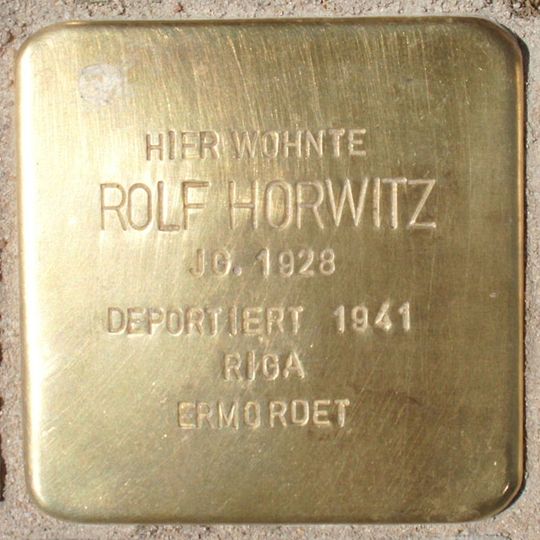 HIER WOHNTE
ROLF HORWITZ
JG. 1928
DEPORTIERT 1941
RIGA
ERMORDET